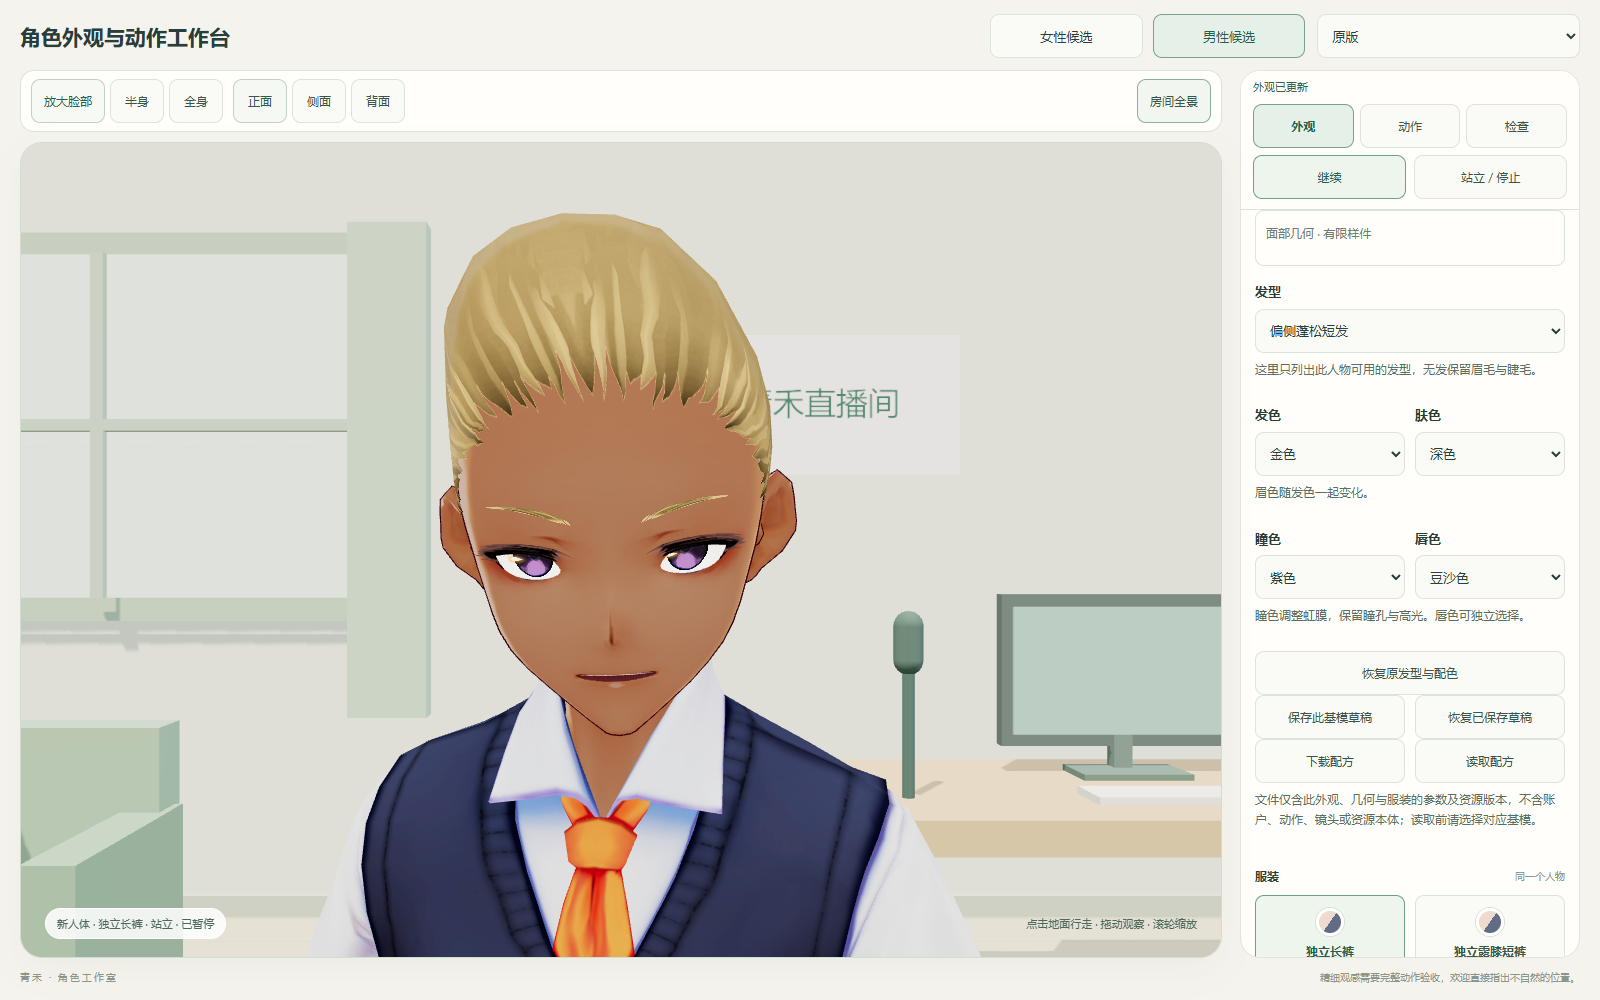 角色外观与动作工作台
女性候选
男性候选
原版
放大脸部
半身
全身
正面
侧面
背面
房间全景
外观已更新
外观
动作
检查
继续
站立 / 停止
面部几何 · 有限样件
发型
偏侧蓬松短发
这里只列出此人物可用的发型，无发保留眉毛与睫毛。
发色
肤色
金色
深色
眉色随发色一起变化。
瞳色
唇色
紫色
豆沙色
瞳色调整虹膜，保留瞳孔与高光。唇色可独立选择。
恢复原发型与配色
保存此基模草稿
恢复已保存草稿
下载配方
读取配方
文件仅含此外观、几何与服装的参数及资源版本，不含账
户、动作、镜头或资源本体；读取前请选择对应基模。
服装
同一个人物
独立长裤
独立露膝短裤
禾直播间
新人体 · 独立长裤 · 站立 · 已暂停
点击地面行走 · 拖动观察 · 滚轮缩放
青禾 · 角色工作室
精细观感需要完整动作验收，欢迎直接指出不自然的位置。